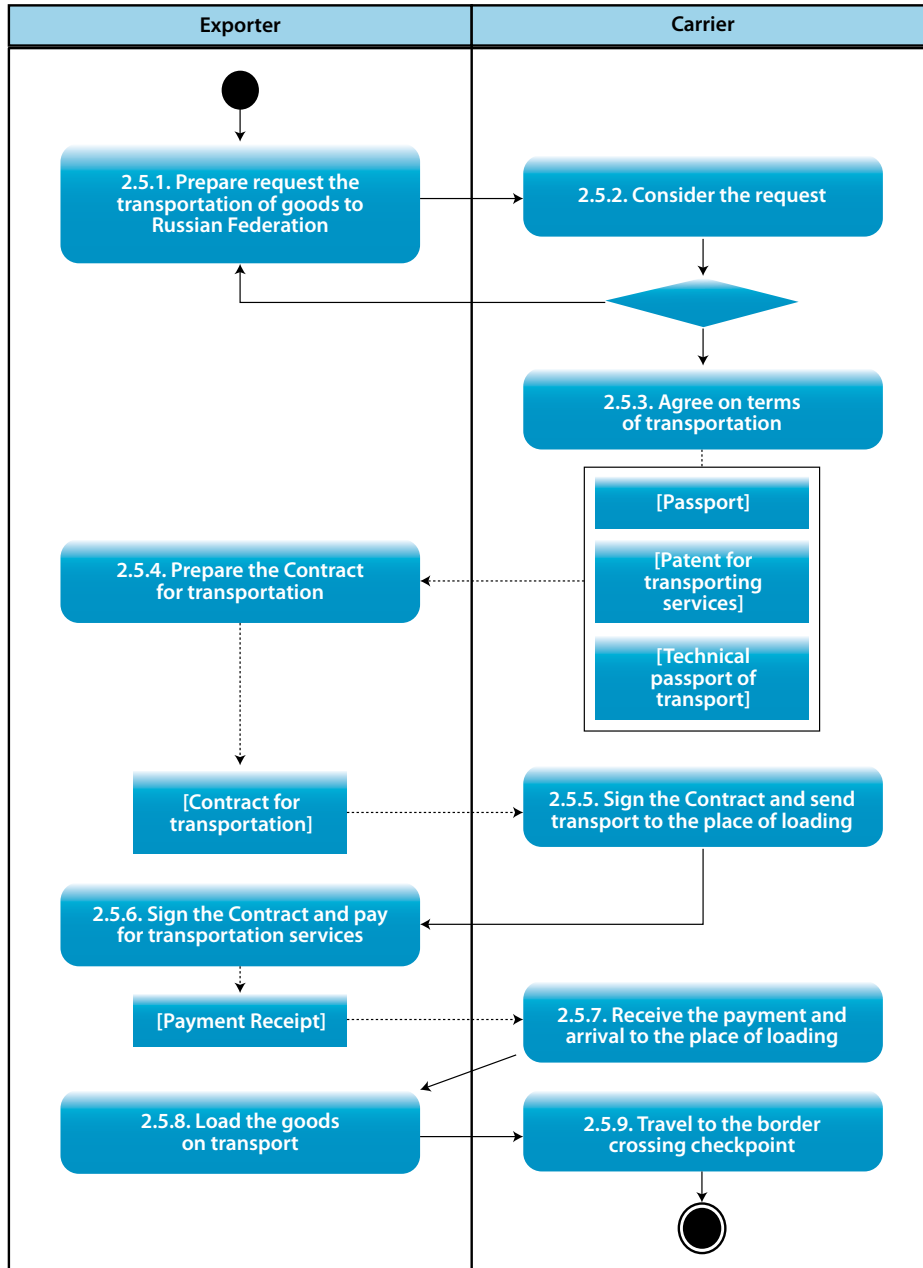 Exporter
Carrier
2.5.1. Prepare request the
transportation of goods to
Russian Federation
2.5.2. Consider the request
2.5.3. Agree on terms
of transportation
[Passport]
[Patent for
transporting
services]
[Technical
passport of
transport]
2.5.4. Prepare the Contract
for transportation
[Contract for
transportation]
2.5.5. Sign the Contract and send
transport to the place of loading
2.5.6. Sign the Contract and pay
for transportation services
[Payment Receipt]
2.5.7. Receive the payment and
arrival to the place of loading
2.5.8. Load the goods
on transport
2.5.9. Travel to the border
crossing checkpoint